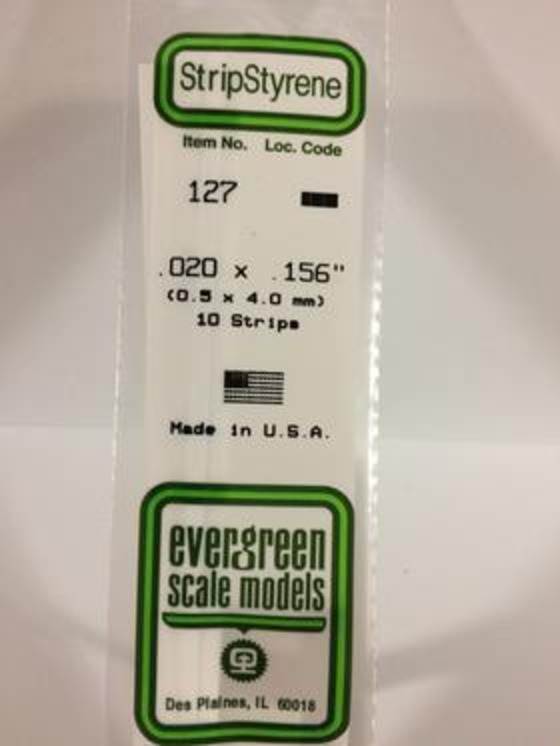 StripStyrene
Item No. Loc. Code
127
.020 x .156"
(0.5 x 4.0 mm)
10 Strips
Made in U.S.A.
evergreen
scale models
Des Plaines, IL 60018